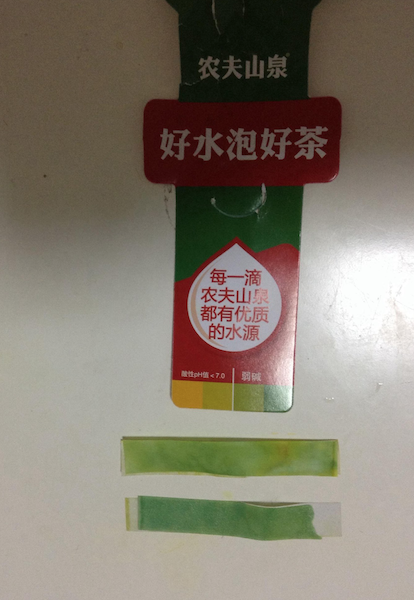 农夫山泉
好水泡好茶
每一滴
农夫山泉
都有优质
的水源
酸性pH值<7.0 弱碱